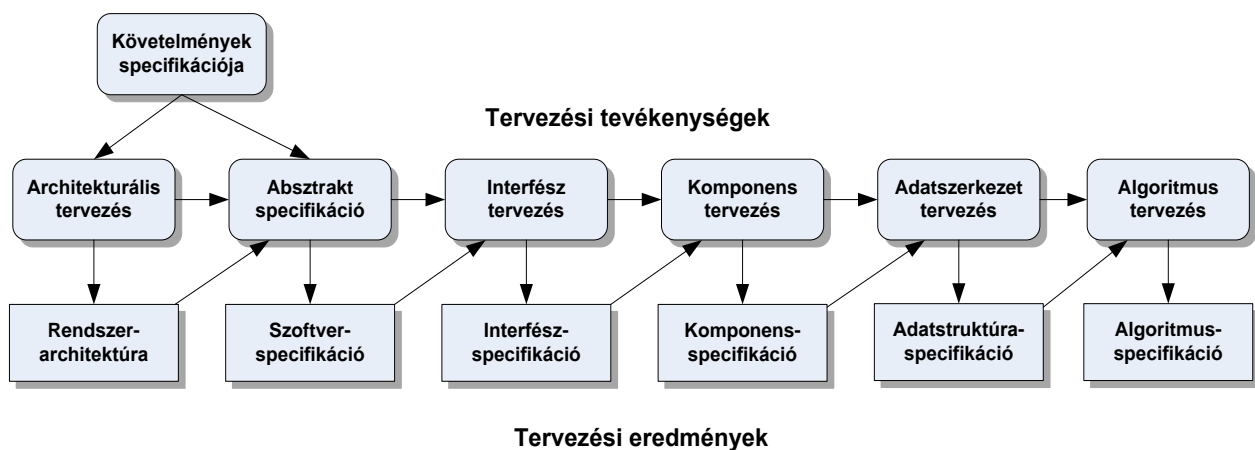 Követelmények
specifikációja
Tervezési tevékenységek
Architekturális
tervezés
Absztrakt
specifikáció
Interfész
tervezés
Komponens
tervezés
Adatszerkezet
tervezés
Algoritmus
tervezés
Rendszer-
architektúra
Szoftver-
specifikáció
Interfész-
specifikáció
Komponens-
specifikáció
Adatstruktúra-
specifikáció
Algoritmus-
specifikáció
Tervezési eredmények